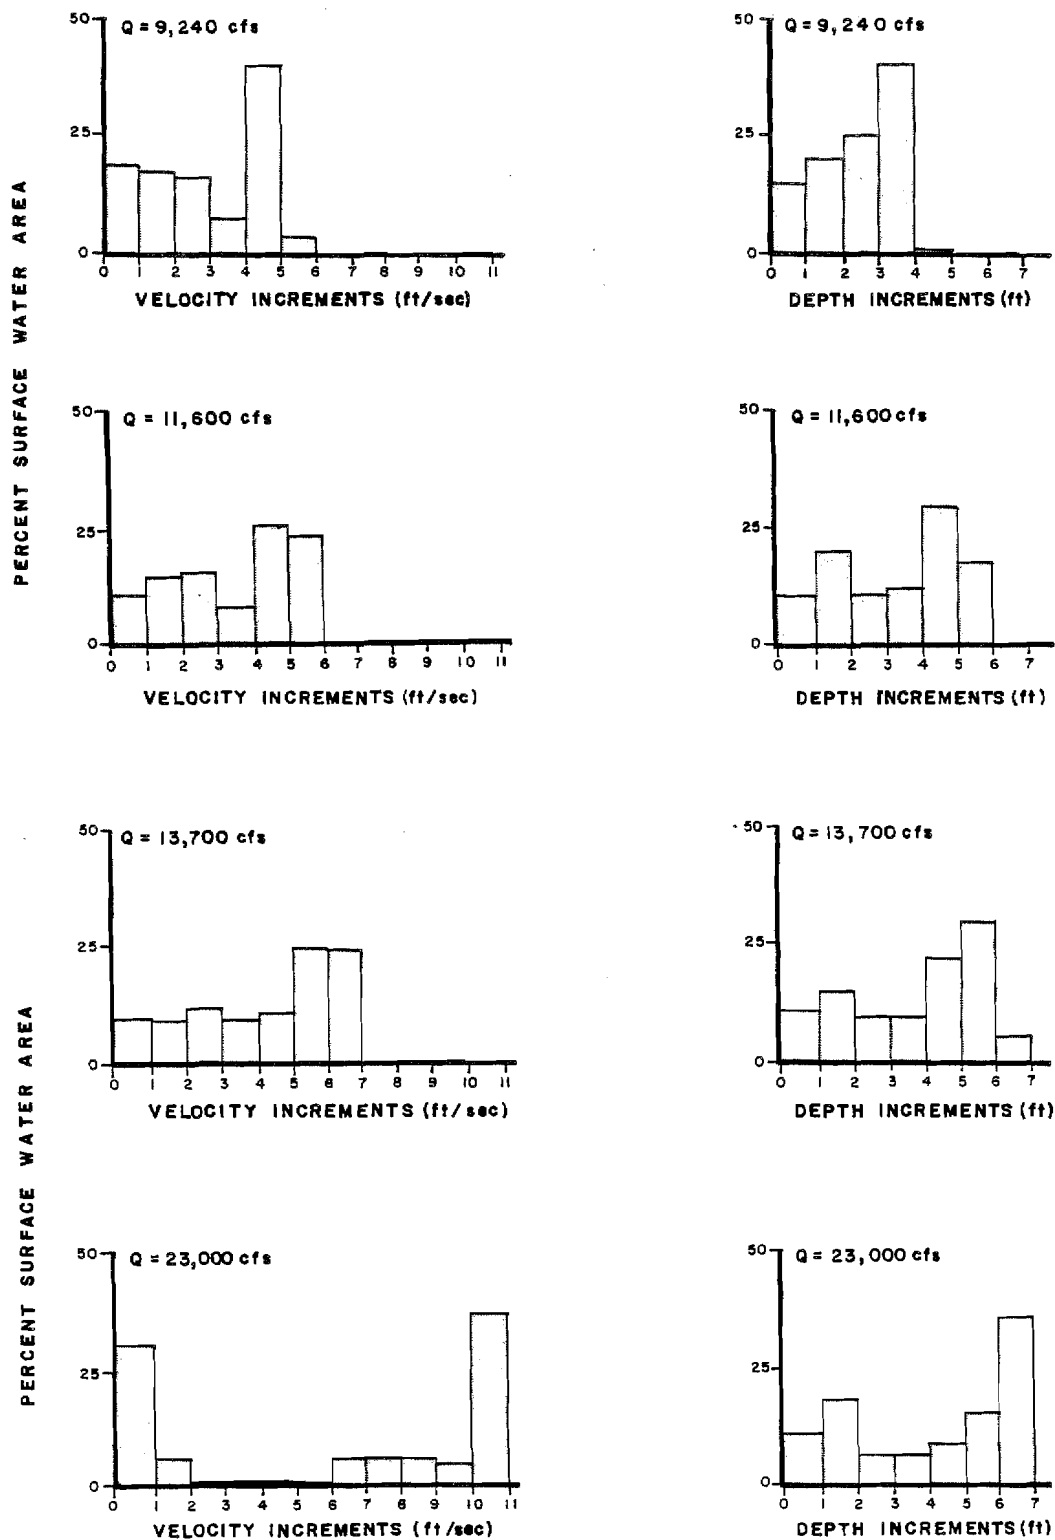 PERCENT SURFACE WATER AREA
Q = 9,240 cfs
50
25
0
0 1 2 3 4 5 6 7 8 9 10 11
VELOCITY INCREMENTS (ft/sec)
Q = 9,240 cfs
50
25
0
0 1 2 3 4 5 6 7
DEPTH INCREMENTS (ft)
Q = 11,600 cfs
50
25
0
0 1 2 3 4 5 6 7 8 9 10 11
VELOCITY INCREMENTS (ft/sec)
Q = 11,600 cfs
50
25
0
0 1 2 3 4 5 6 7
DEPTH INCREMENTS (ft)
PERCENT SURFACE WATER AREA
Q = 13,700 cfs
50
25
0
0 1 2 3 4 5 6 7 8 9 10 11
VELOCITY INCREMENTS (ft/sec)
Q = 13,700 cfs
50
25
0
0 1 2 3 4 5 6 7
DEPTH INCREMENTS (ft)
Q = 23,000 cfs
50
25
0
0 1 2 3 4 5 6 7 8 9 10 11
VELOCITY INCREMENTS (ft/sec)
Q = 23,000 cfs
50
25
0
0 1 2 3 4 5 6 7
DEPTH INCREMENTS (ft)